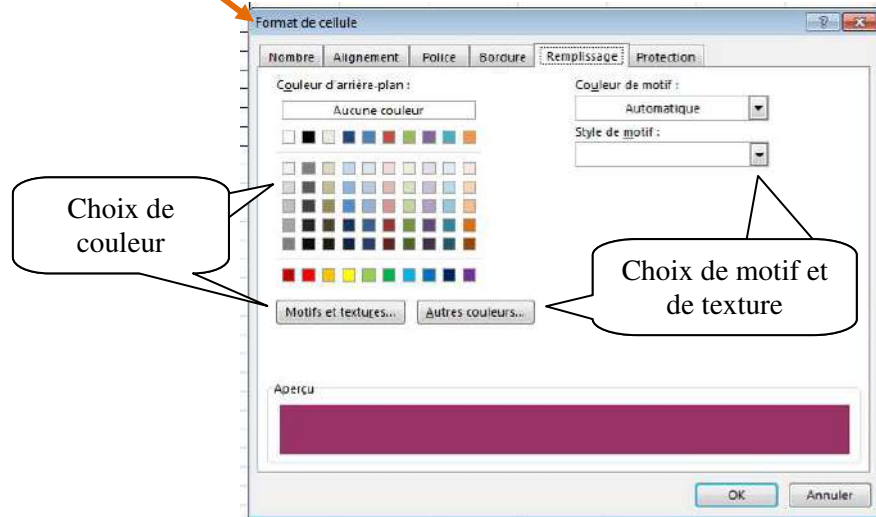 Format de cellule
Nombre Alignement Police Bordure Remplissage Protection
Couleur d'arrière-plan :
Aucune couleur
Couleur de motif :
Automatique
Style de motif :
Choix de
couleur
Choix de motif et
de texture
Motifs et textures... Autres couleurs...
Aperçu
OK Annuler